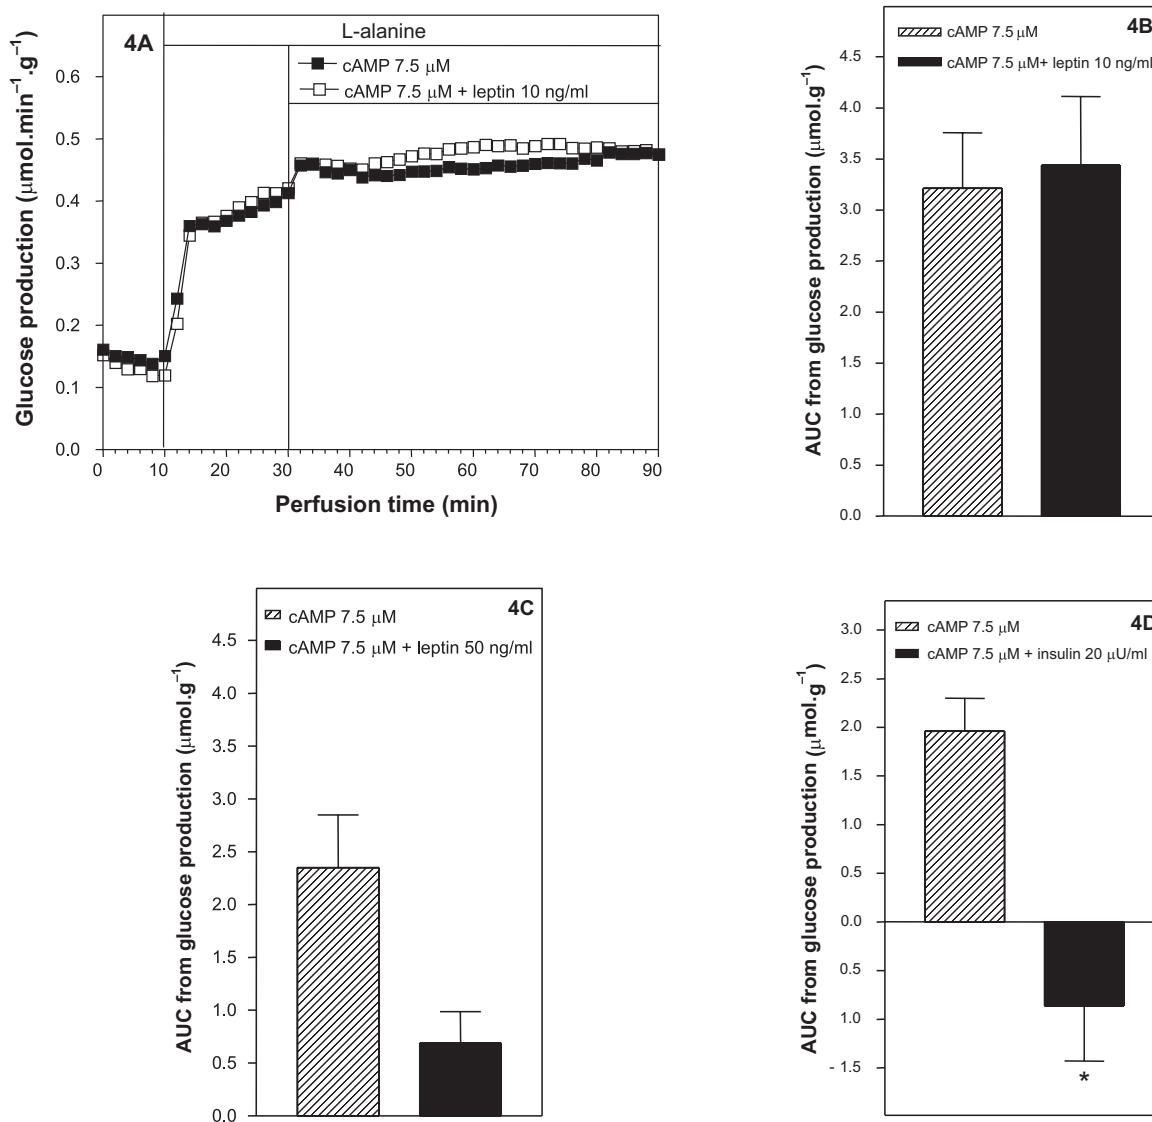 4A
L-alanine
cAMP 7.5 μM
cAMP 7.5 μM + leptin 10 ng/ml
Glucose production (μmol.min⁻¹.g⁻¹)
0.6
0.5
0.4
0.3
0.2
0.1
0.0
0 10 20 30 40 50 60 70 80 90
Perfusion time (min)
4B
cAMP 7.5 μM
cAMP 7.5 μM+ leptin 10 ng/ml
AUC from glucose production (μmol.g⁻¹)
4.5
4.0
3.5
3.0
2.5
2.0
1.5
1.0
0.5
0.0
4C
cAMP 7.5 μM
cAMP 7.5 μM + leptin 50 ng/ml
AUC from glucose production (μmol.g⁻¹)
4.5
4.0
3.5
3.0
2.5
2.0
1.5
1.0
0.5
0.0
4D
cAMP 7.5 μM
cAMP 7.5 μM + insulin 20 μU/ml
AUC from glucose production (μmol.g⁻¹)
3.0
2.5
2.0
1.5
1.0
0.5
0.0
0.5
1.0
- 1.5
*